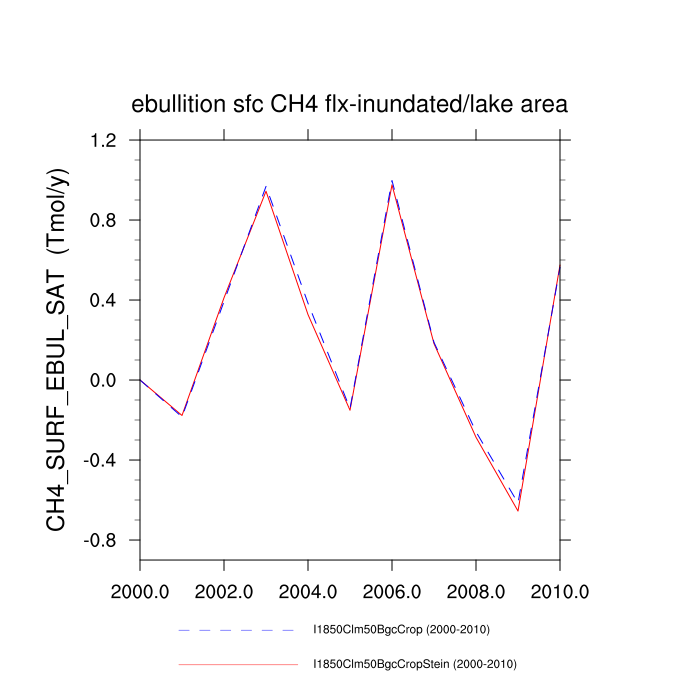 ebullition sfc CH4 flx-inundated/lake area
CH4_SURF_EBUL_SAT (Tmol/y)
1.2
0.8
0.4
0.0
-0.4
-0.8
2000.0 2002.0 2004.0 2006.0 2008.0 2010.0
I1850Clm50BgcCrop (2000-2010)
I1850Clm50BgcCropStein (2000-2010)